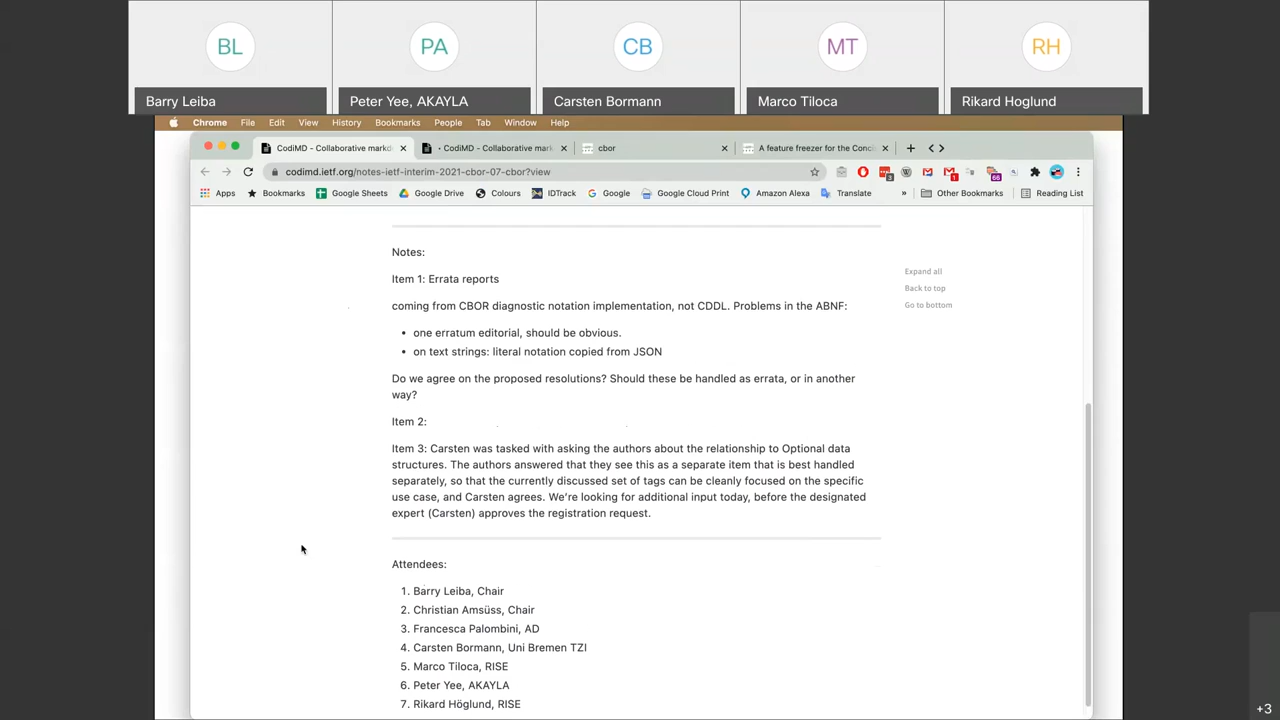 BL
PA
CB
MT
RH
Barry Leiba
Peter Yee, AKAYLA
Carsten Bormann
Marco Tiloca
Rikard Hoglund
Chrome File Edit View History Bookmarks People Tab Window Help
CodiMD - Collaborative markd
· CodiMD - Collaborative mark
cbor
A feature freezer for the Conci
codimd.ietf.org/notes-ietf-interim-2021-cbor-07-cbor?view
Apps Bookmarks Google Sheets Google Drive Colours IDTrack Google Google Cloud Print Amazon Alexa Translate » Other Bookmarks Reading List
Notes:
Expand all
Back to top
Go to bottom
Item 1: Errata reports
coming from CBOR diagnostic notation implementation, not CDDL. Problems in the ABNF:
• one erratum editorial, should be obvious.
• on text strings: literal notation copied from JSON
Do we agree on the proposed resolutions? Should these be handled as errata, or in another
way?
Item 2:
Item 3: Carsten was tasked with asking the authors about the relationship to Optional data
structures. The authors answered that they see this as a separate item that is best handled
separately, so that the currently discussed set of tags can be cleanly focused on the specific
use case, and Carsten agrees. We're looking for additional input today, before the designated
expert (Carsten) approves the registration request.
Attendees:
1. Barry Leiba, Chair
2. Christian Amsüss, Chair
3. Francesca Palombini, AD
4. Carsten Bormann, Uni Bremen TZI
5. Marco Tiloca, RISE
6. Peter Yee, AKAYLA
7. Rikard Höglund, RISE
+3